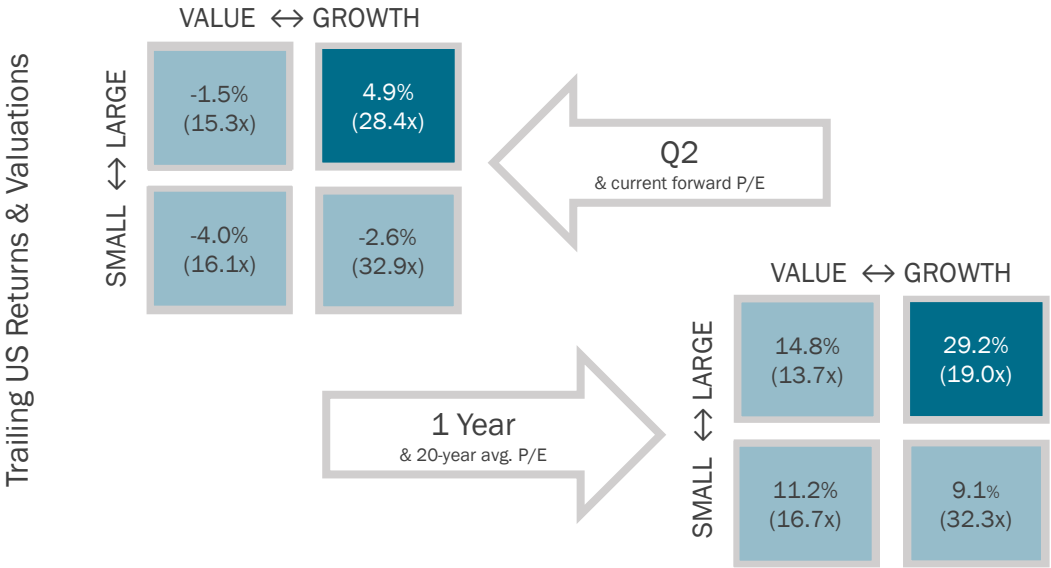 Trailing US Returns & Valuations
VALUE ↔ GROWTH
SMALL ↔ LARGE
-1.5%
(15.3x)
4.9%
(28.4x)
-4.0%
(16.1x)
-2.6%
(32.9x)
Q2
& current forward P/E
1 Year
& 20-year avg. P/E
VALUE ↔ GROWTH
SMALL ↔ LARGE
14.8%
(13.7x)
29.2%
(19.0x)
11.2%
(16.7x)
9.1%
(32.3x)